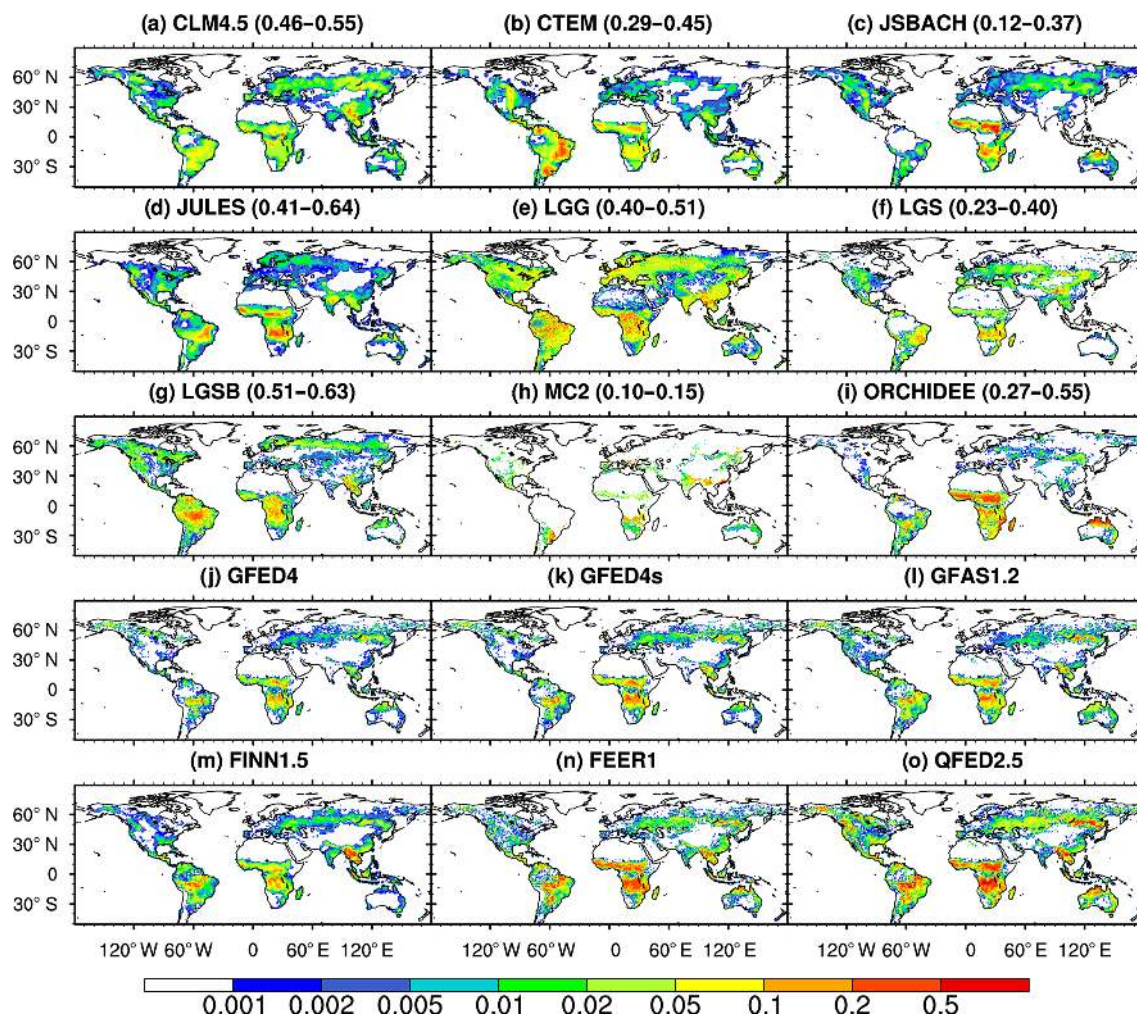 (a) CLM4.5 (0.46–0.55) (b) CTEM (0.29–0.45) (c) JSBACH (0.12–0.37)
60° N
30° N
0
30° S
(d) JULES (0.41–0.64) (e) LGG (0.40–0.51) (f) LGS (0.23–0.40)
60° N
30° N
0
30° S
(g) LGSB (0.51–0.63) (h) MC2 (0.10–0.15) (i) ORCHIDEE (0.27–0.55)
60° N
30° N
0
30° S
(j) GFED4 (k) GFED4s (l) GFAS1.2
60° N
30° N
0
30° S
(m) FINN1.5 (n) FEER1 (o) QFED2.5
60° N
30° N
0
30° S
120° W 60° W 0 60° E 120° E 120° W 60° W 0 60° E 120° E 120° W 60° W 0 60° E 120° E
0.001 0.002 0.005 0.01 0.02 0.05 0.1 0.2 0.5